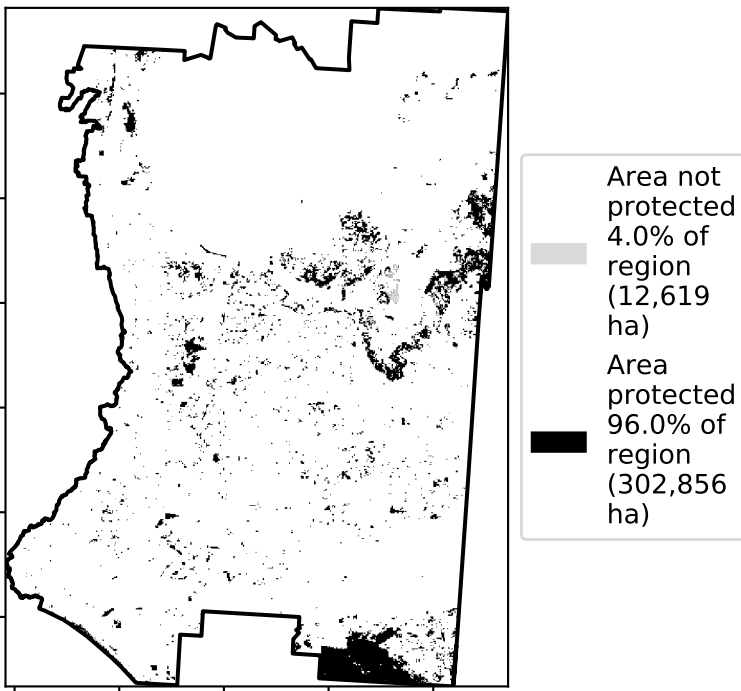 Area not
protected
4.0% of
region
(12,619
ha)
Area
protected
96.0% of
region
(302,856
ha)